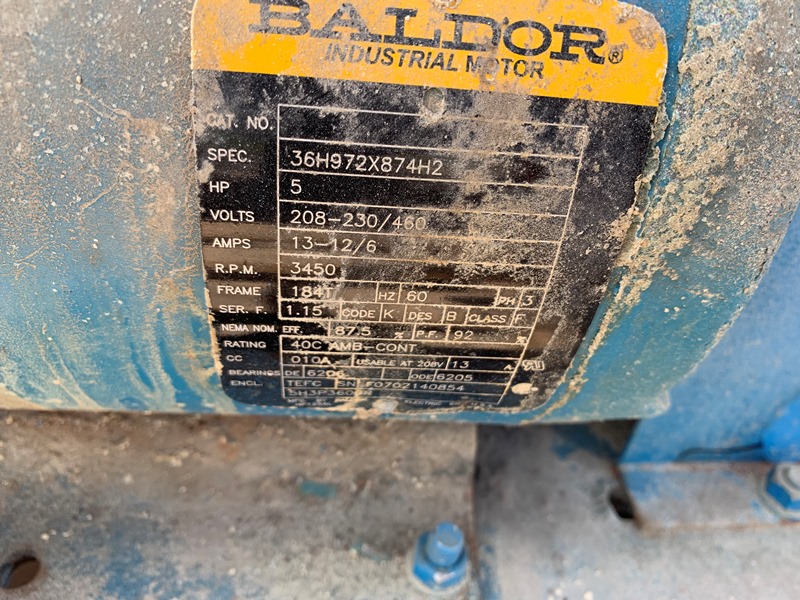 BALDOR®
INDUSTRIAL MOTOR
CAT. NO.
SPEC. 36H972X874H2
HP 5
VOLTS 208-230/460
AMPS 13-12/6
R.P.M. 3450
FRAME 184T HZ 60 PH 3
SER. F. 1.15 CODE K DES B CLASS F
NEMA NOM. EFF. 87.5 % P.F. 92 %
RATING 40C AMB-CONT
CC 010A USABLE AT 208V 13 A
BEARINGS DE 6206 ODE 6205
ENCL. TEFC SN F0702140854
ELECTRIC